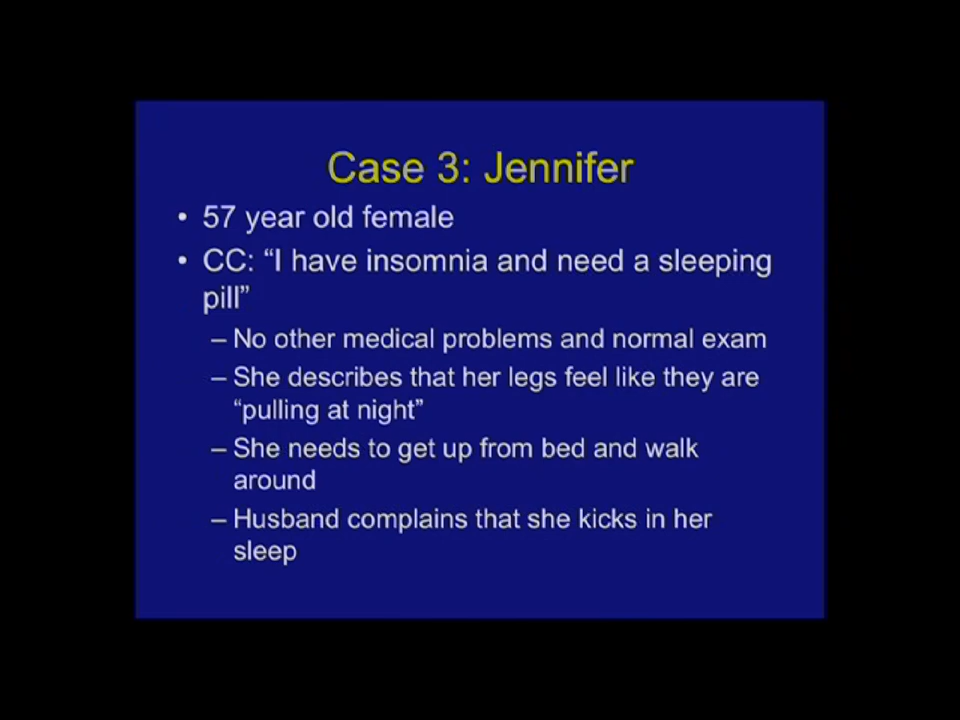 Case 3: Jennifer
• 57 year old female
• CC: “I have insomnia and need a sleeping
pill”
– No other medical problems and normal exam
– She describes that her legs feel like they are
“pulling at night”
– She needs to get up from bed and walk
around
– Husband complains that she kicks in her
sleep